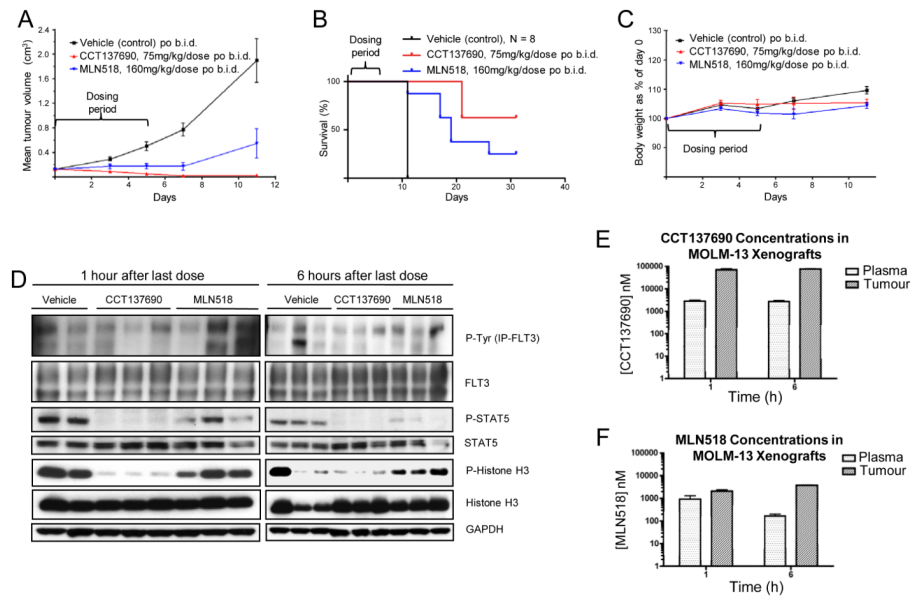 A
Mean tumour volume (cm³)
2.4
2.0
1.6
1.2
0.8
0.4
0
2
4
6
8
10
12
Days
Vehicle (control) po b.i.d.
CCT137690, 75mg/kg/dose po b.i.d.
MLN518, 160mg/kg/dose po b.i.d.
Dosing
period
B
Survival (%)
100
50
0
10
20
30
40
Days
Dosing
period
Vehicle (control), N = 8
CCT137690, 75mg/kg/dose po b.i.d.
MLN518, 160mg/kg/dose po b.i.d.
C
Body weight as % of day 0
130
120
110
100
90
0
2
4
6
8
10
Days
Vehicle (control) po b.i.d.
CCT137690, 75mg/kg/dose po b.i.d.
MLN518, 160mg/kg/dose po b.i.d.
Dosing period
D
1 hour after last dose
6 hours after last dose
Vehicle
CCT137690
MLN518
Vehicle
CCT137690
MLN518
P-Tyr (IP-FLT3)
FLT3
P-STAT5
STAT5
P-Histone H3
Histone H3
GAPDH
E
CCT137690 Concentrations in
MOLM-13 Xenografts
[CCT137690] nM
100000
10000
1000
100
10
1
1
6
Time (h)
Plasma
Tumour
F
MLN518 Concentrations in
MOLM-13 Xenografts
[MLN518] nM
100000
10000
1000
100
10
1
1
6
Time (h)
Plasma
Tumour